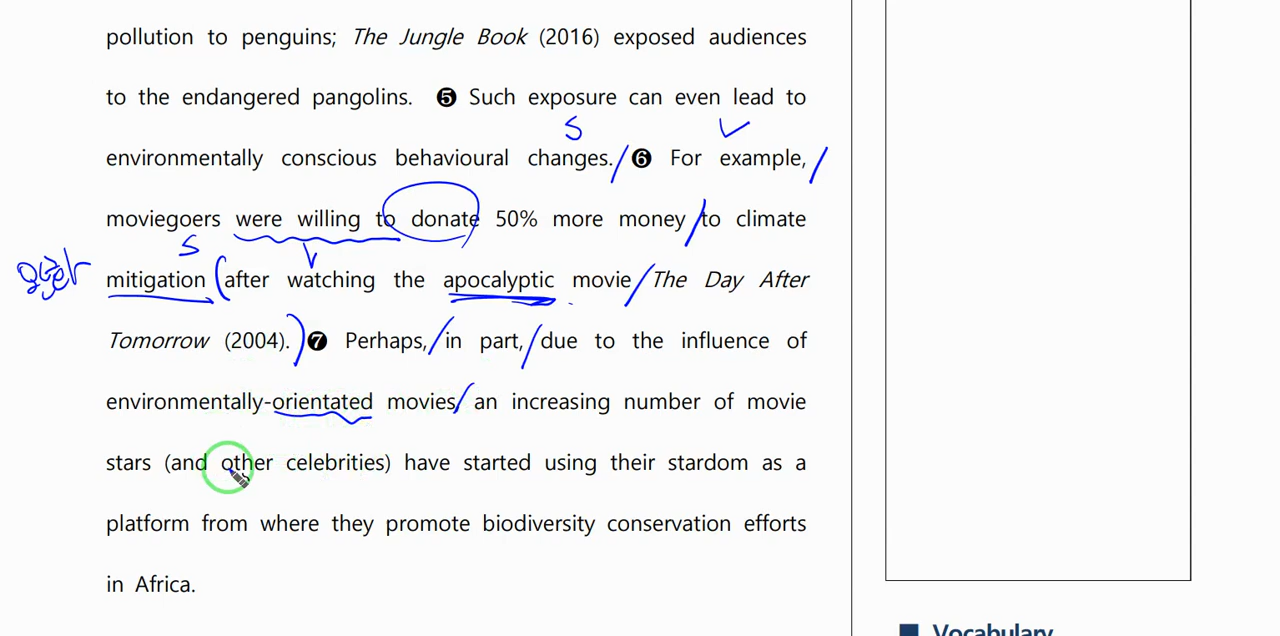 pollution to penguins; The Jungle Book (2016) exposed audiences
to the endangered pangolins. ❺ Such exposure can even lead to
S V
environmentally conscious behavioural changes./ ❻ For example, /
moviegoers were willing to donate 50% more money / to climate
S V
mitigation (after watching the apocalyptic movie / The Day After
Tomorrow (2004).) ❼ Perhaps, / in part, / due to the influence of
environmentally-orientated movies / an increasing number of movie
stars (and other celebrities) have started using their stardom as a
platform from where they promote biodiversity conservation efforts
in Africa.
■ Vocabulary